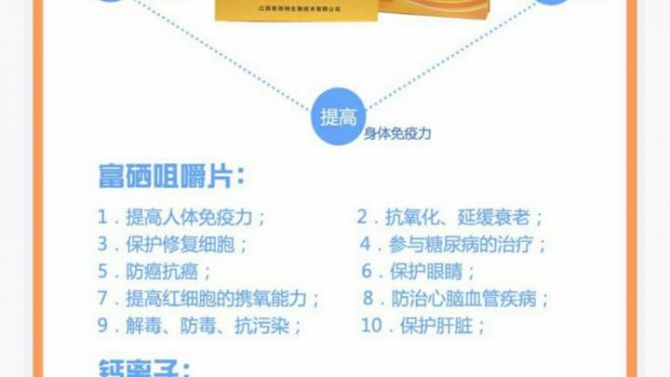 提高
身体免疫力
富硒咀嚼片：
1．提高人体免疫力； 2．抗氧化、延缓衰老；
3．保护修复细胞； 4．参与糖尿病的治疗；
5．防癌抗癌； 6．保护眼睛；
7．提高红细胞的携氧能力； 8．防治心脑血管疾病；
9．解毒、防毒、抗污染； 10．保护肝脏；
钙离子：